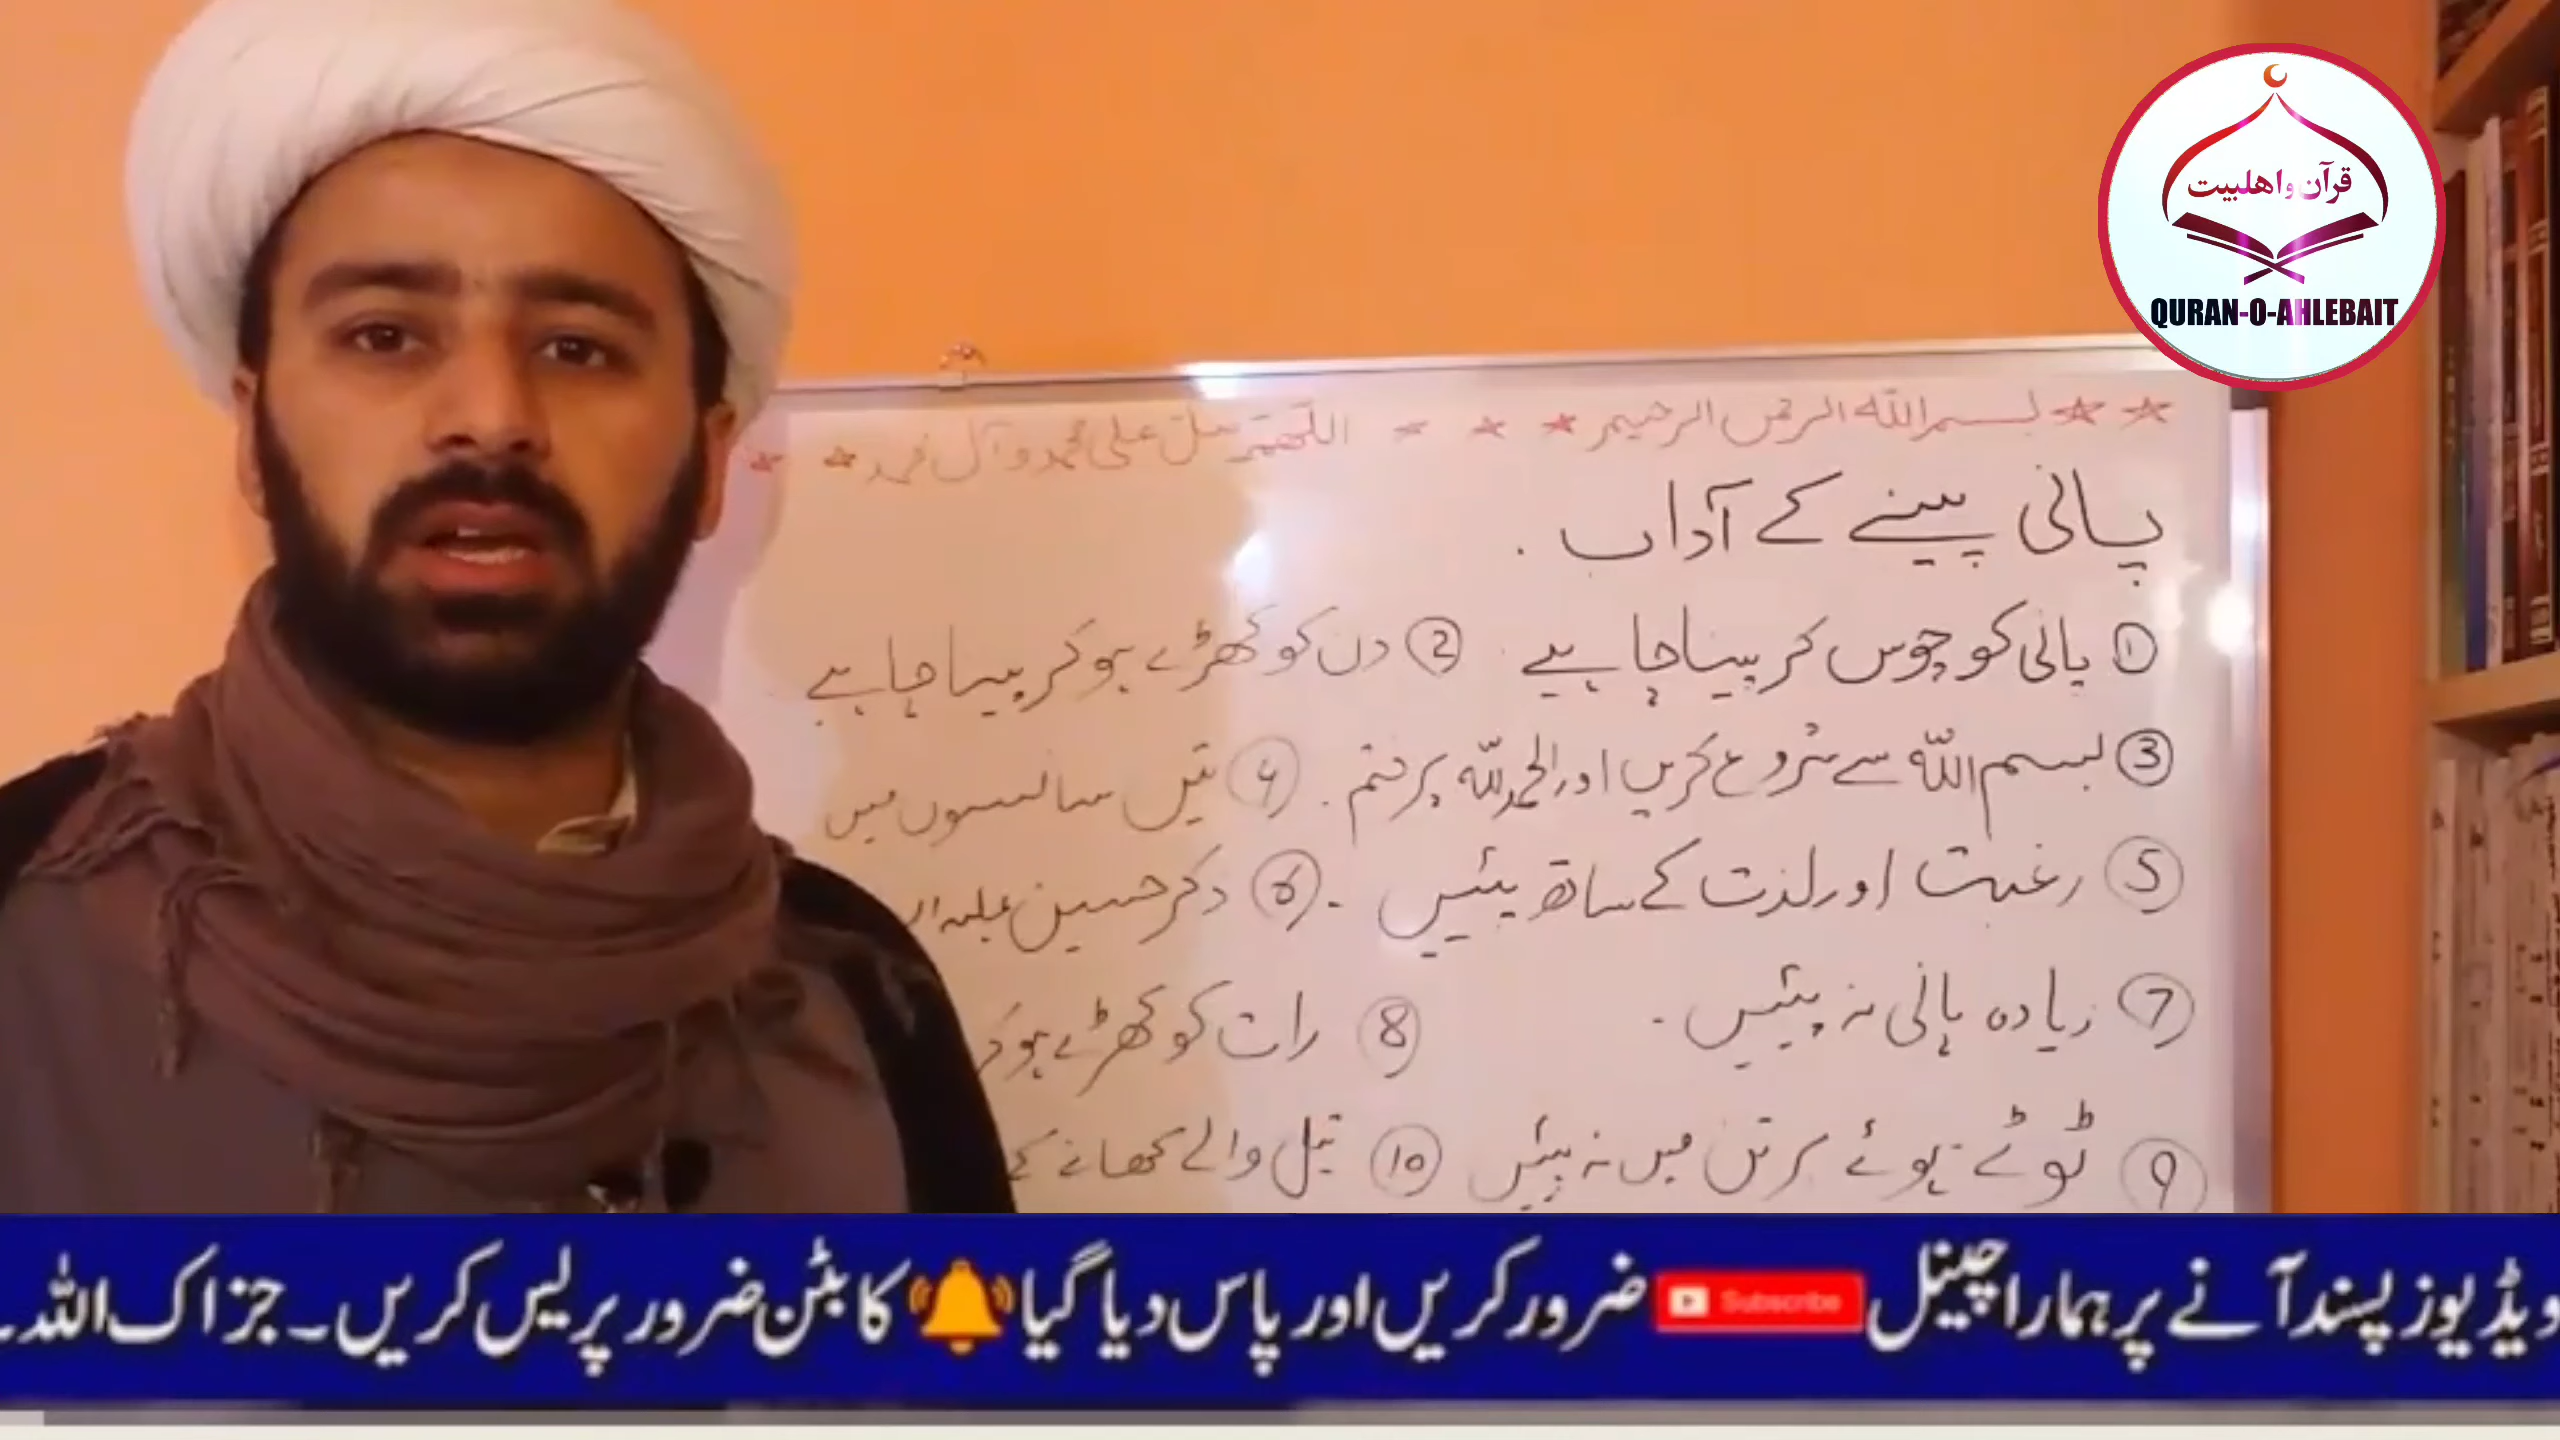 قرآن و اهلبیت
QURAN-O-AHLEBAIT
بسم الله الرحمن الرحیم اللهم صل علی محمد و آل محمد
پانی پینے کے آداب.
① پانی کو چوس کر پینا چاہیے ② دن کو کھڑے ہو کر پینا چاہیے
③ بسم اللہ سے شروع کریں اور الحمد للہ پر ختم. ④ تین سانسوں میں
⑤ رغبت اور لذت کے ساتھ پئیں - ⑥ ذکر حسین علیہ
⑦ زیادہ پانی نہ پئیں - ⑧ رات کو کھڑے ہو کر
⑨ ٹوٹے ہوئے برتن میں نہ پئیں ⑩ تیل والے کھانے کے
ویڈیوز پسند آنے پر ہمارا چینل Subscribe ضرور کریں اور پاس دیا گیا کا بٹن ضرور پریس کریں۔ جزاک اللہ۔